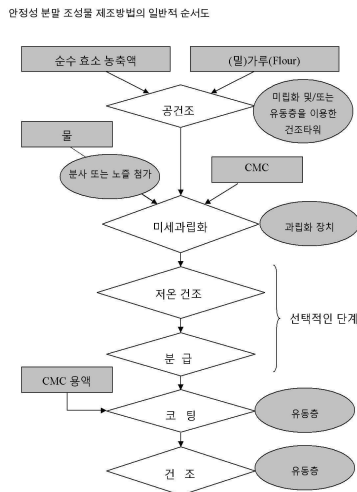 안정성 분말 조성물 제조방법의 일반적 순서도
순수 효소 농축액
(밀)가루(Flour)
공건조
미립화 및/또는
유동층을 이용한
건조타워
물
분사 또는 노즐 첨가
CMC
미세과립화
과립화 장치
저온 건조
선택적인 단계
분 급
CMC 용액
코 팅
유동층
건 조
유동층